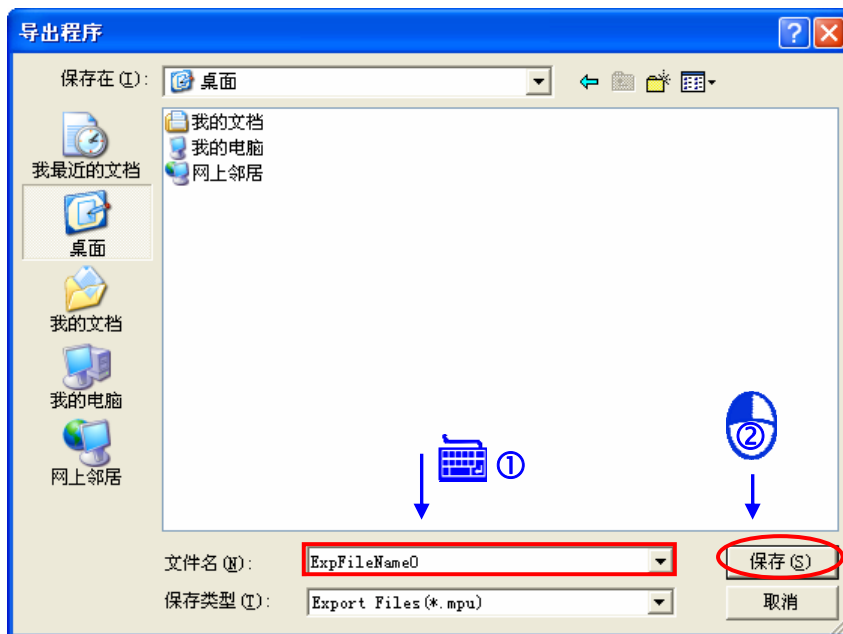 导出程序
保存在(I):
桌面
我最近的文档
桌面
我的文档
我的电脑
网上邻居
我的文档
我的电脑
网上邻居
①
②
文件名(N):
ExpFileName0
保存(S)
保存类型(T):
Export Files(*.mpu)
取消